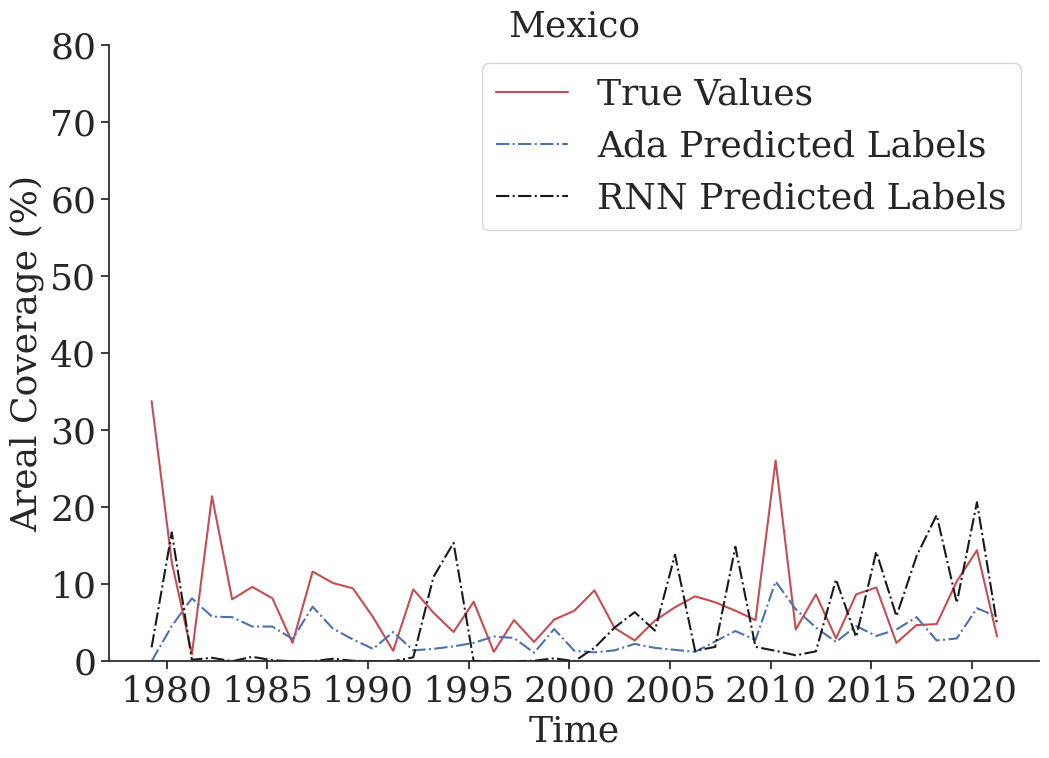 Mexico
True Values
Ada Predicted Labels
RNN Predicted Labels
Areal Coverage (%)
80
70
60
50
40
30
20
10
0
1980 1985 1990 1995 2000 2005 2010 2015 2020
Time